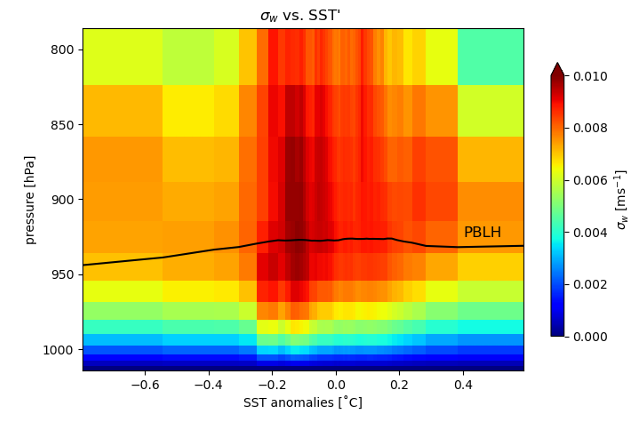 σw vs. SST'
800
850
900
950
1000
pressure [hPa]
PBLH
−0.6 −0.4 −0.2 0.0 0.2 0.4
SST anomalies [˚C]
0.010
0.008
0.006
0.004
0.002
0.000
σw [ms−1]